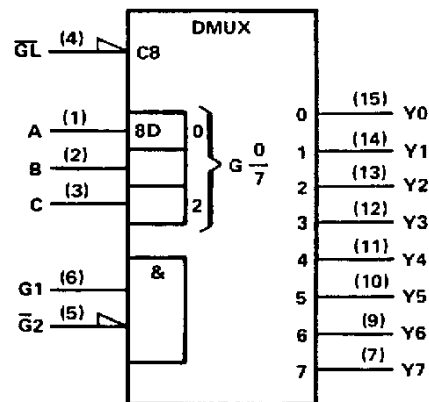 DMUX
G̅L̅ (4) C8
A (1) 8D 0
B (2)
C (3) 2
G 0/7
G1 (6) &
G̅2 (5)
0 (15) Y0
1 (14) Y1
2 (13) Y2
3 (12) Y3
4 (11) Y4
5 (10) Y5
6 (9) Y6
7 (7) Y7